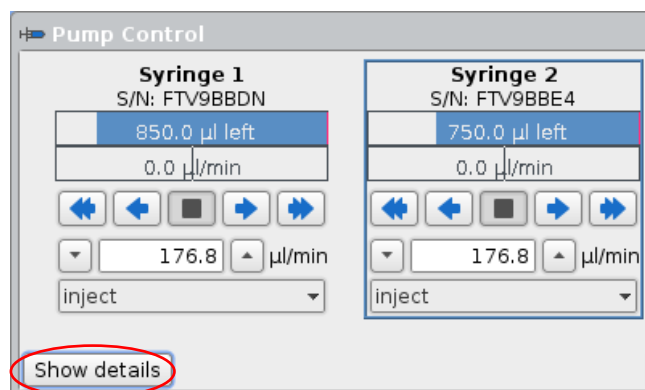 Pump Control
Syringe 1
S/N: FTV9BBDN
850.0 µl left
0.0 µl/min
176.8 µl/min
inject
Syringe 2
S/N: FTV9BBE4
750.0 µl left
0.0 µl/min
176.8 µl/min
inject
Show details